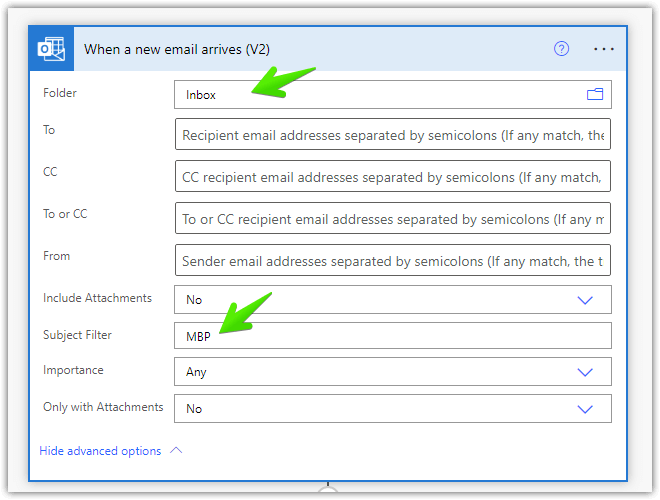 When a new email arrives (V2)
Folder
Inbox
To
Recipient email addresses separated by semicolons (If any match, the
CC
CC recipient email addresses separated by semicolons (If any match,
To or CC
To or CC recipient email addresses separated by semicolons (If any m
From
Sender email addresses separated by semicolons (If any match, the t
Include Attachments
No
Subject Filter
MBP
Importance
Any
Only with Attachments
No
Hide advanced options